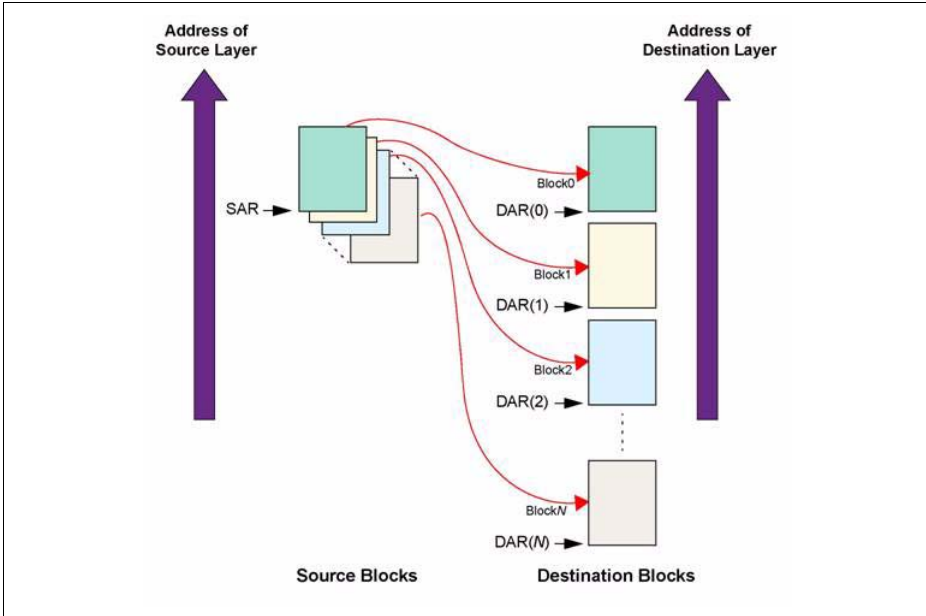 Address of
Source Layer
Address of
Destination Layer
SAR
Block0
DAR(0)
Block1
DAR(1)
Block2
DAR(2)
BlockN
DAR(N)
Source Blocks
Destination Blocks